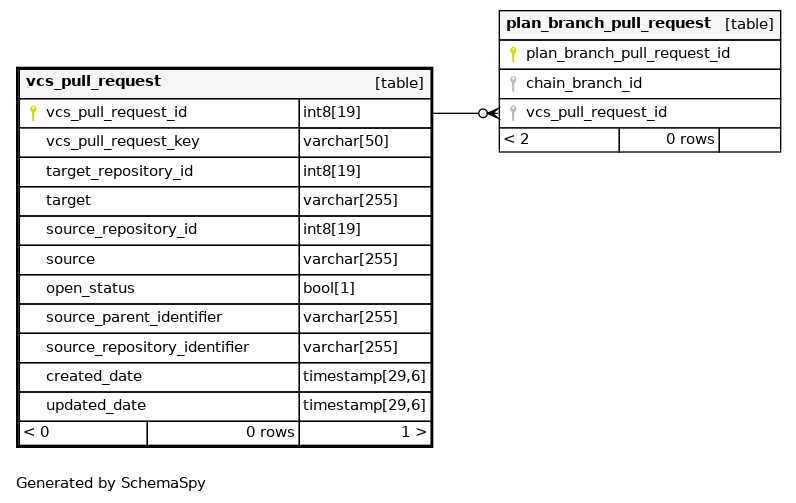 plan_branch_pull_request [table]
plan_branch_pull_request_id
chain_branch_id
vcs_pull_request_id
< 2 0 rows
vcs_pull_request [table]
vcs_pull_request_id int8[19]
vcs_pull_request_key varchar[50]
target_repository_id int8[19]
target varchar[255]
source_repository_id int8[19]
source varchar[255]
open_status bool[1]
source_parent_identifier varchar[255]
source_repository_identifier varchar[255]
created_date timestamp[29,6]
updated_date timestamp[29,6]
< 0 0 rows 1 >
Generated by SchemaSpy